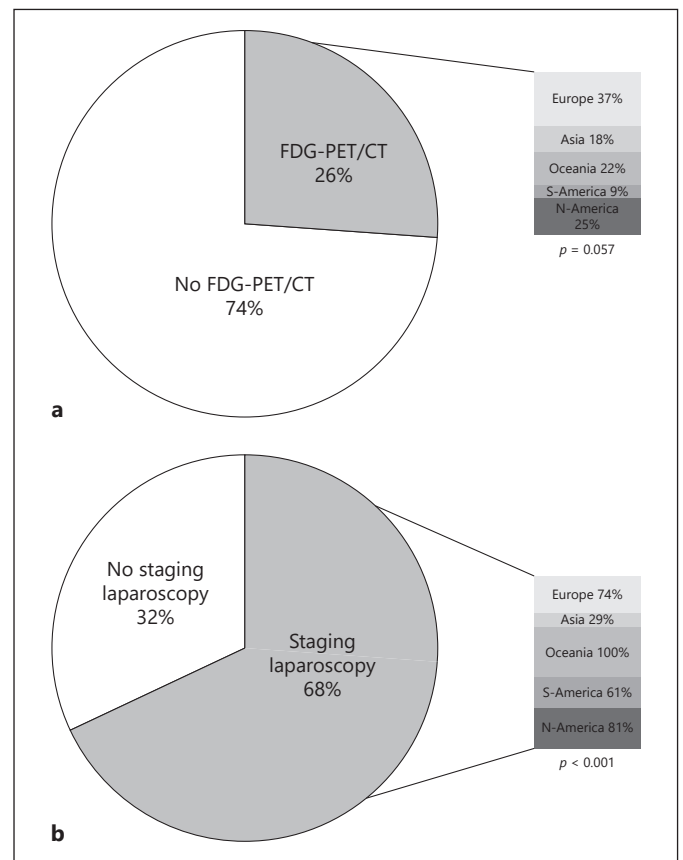 FDG-PET/CT
26%
No FDG-PET/CT
74%
Europe 37%
Asia 18%
Oceania 22%
S-America 9%
N-America
25%
p = 0.057
a
No staging
laparoscopy
32%
Staging
laparoscopy
68%
Europe 74%
Asia 29%
Oceania 100%
S-America 61%
N-America 81%
p < 0.001
b